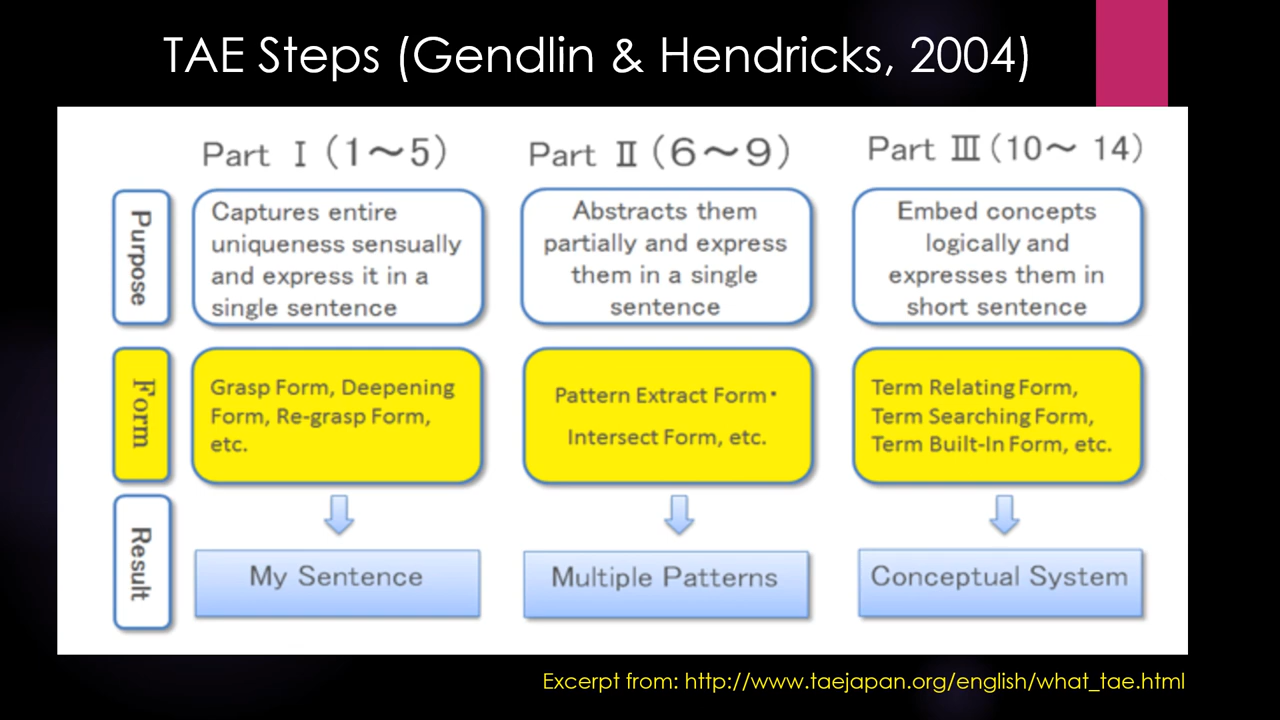 TAE Steps (Gendlin & Hendricks, 2004)
Part Ⅰ (1～5)
Part Ⅱ (6～9)
Part Ⅲ (10～ 14)
Purpose
Captures entire
uniqueness sensually
and express it in a
single sentence
Abstracts them
partially and express
them in a single
sentence
Embed concepts
logically and
expresses them in
short sentence
Form
Grasp Form, Deepening
Form, Re-grasp Form,
etc.
Pattern Extract Form・
Intersect Form, etc.
Term Relating Form,
Term Searching Form,
Term Built-In Form, etc.
Result
My Sentence
Multiple Patterns
Conceptual System
Excerpt from: http://www.taejapan.org/english/what_tae.html